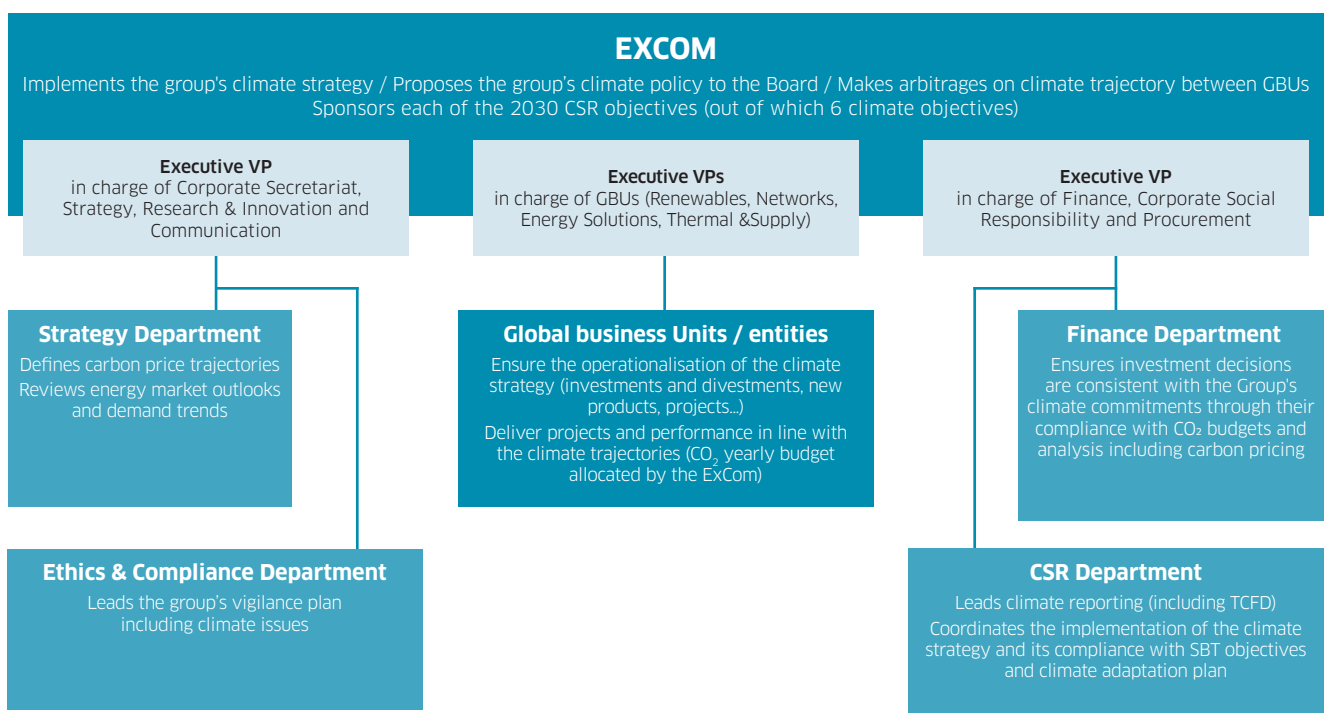 EXCOM
Implements the group's climate strategy / Proposes the group's climate policy to the Board / Makes arbitrages on climate trajectory between GBUs
Sponsors each of the 2030 CSR objectives (out of which 6 climate objectives)
Executive VP
in charge of Corporate Secretariat,
Strategy, Research & Innovation and
Communication
Executive VPs
in charge of GBUs (Renewables, Networks,
Energy Solutions, Thermal &Supply)
Executive VP
in charge of Finance, Corporate Social
Responsibility and Procurement
Strategy Department
Defines carbon price trajectories
Reviews energy market outlooks
and demand trends
Global business Units / entities
Ensure the operationalisation of the climate
strategy (investments and divestments, new
products, projects...)
Deliver projects and performance in line with
the climate trajectories (CO₂ yearly budget
allocated by the ExCom)
Finance Department
Ensures investment decisions
are consistent with the Group's
climate commitments through their
compliance with CO₂ budgets and
analysis including carbon pricing
Ethics & Compliance Department
Leads the group's vigilance plan
including climate issues
CSR Department
Leads climate reporting (including TCFD)
Coordinates the implementation of the climate
strategy and its compliance with SBT objectives
and climate adaptation plan